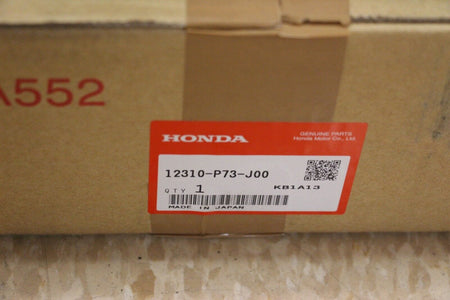 A552
HONDA
GENUINE PARTS
Honda Motor Co., Ltd.
12310-P73-J00
QTY 1 KB1A13
MADE IN JAPAN